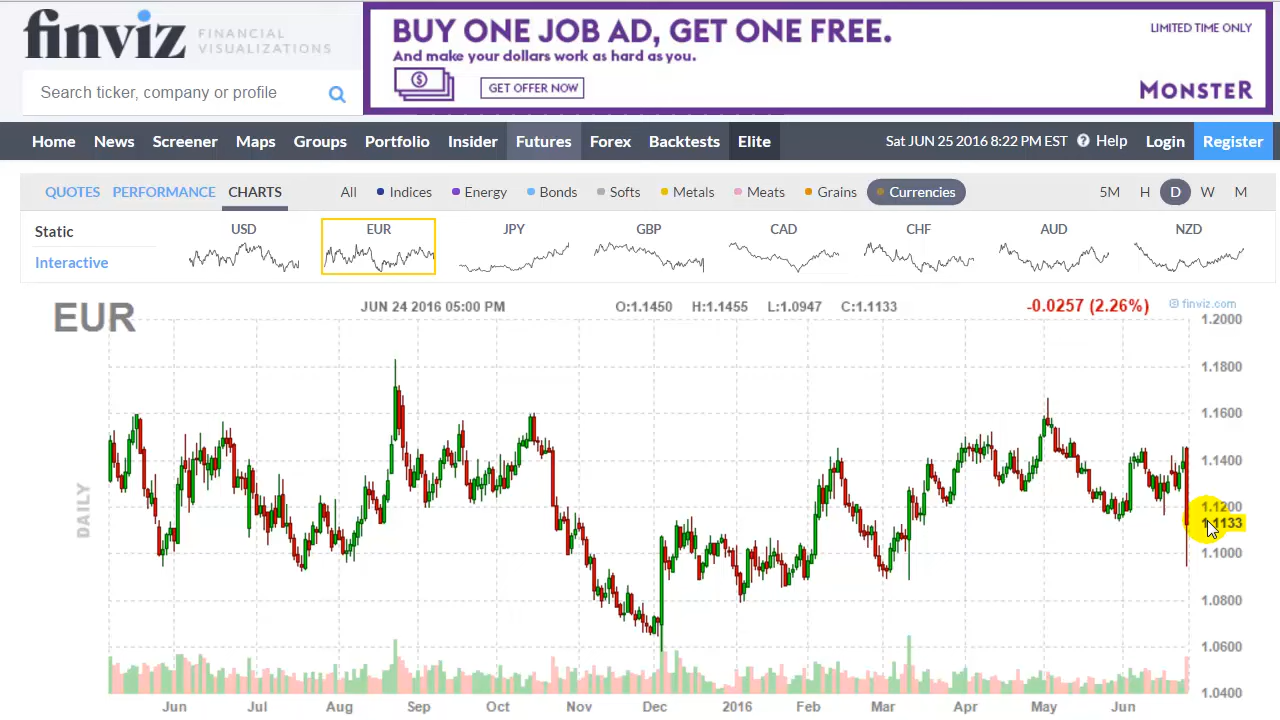 finviz FINANCIAL
VISUALIZATIONS
BUY ONE JOB AD, GET ONE FREE.
LIMITED TIME ONLY
And make your dollars work as hard as you.
GET OFFER NOW
MONSTER
Search ticker, company or profile
Home News Screener Maps Groups Portfolio Insider Futures Forex Backtests Elite Sat JUN 25 2016 8:22 PM EST Help Login Register
QUOTES PERFORMANCE CHARTS All Indices Energy Bonds Softs Metals Meats Grains Currencies 5M H D W M
Static USD EUR JPY GBP CAD CHF AUD NZD
Interactive
EUR JUN 24 2016 05:00 PM O:1.1450 H:1.1455 L:1.0947 C:1.1133 -0.0257 (2.26%) finviz.com
1.2000
1.1800
1.1600
1.1400
1.1200
1.1133
1.1000
1.0800
1.0600
1.0400
DAILY
Jun Jul Aug Sep Oct Nov Dec 2016 Feb Mar Apr May Jun